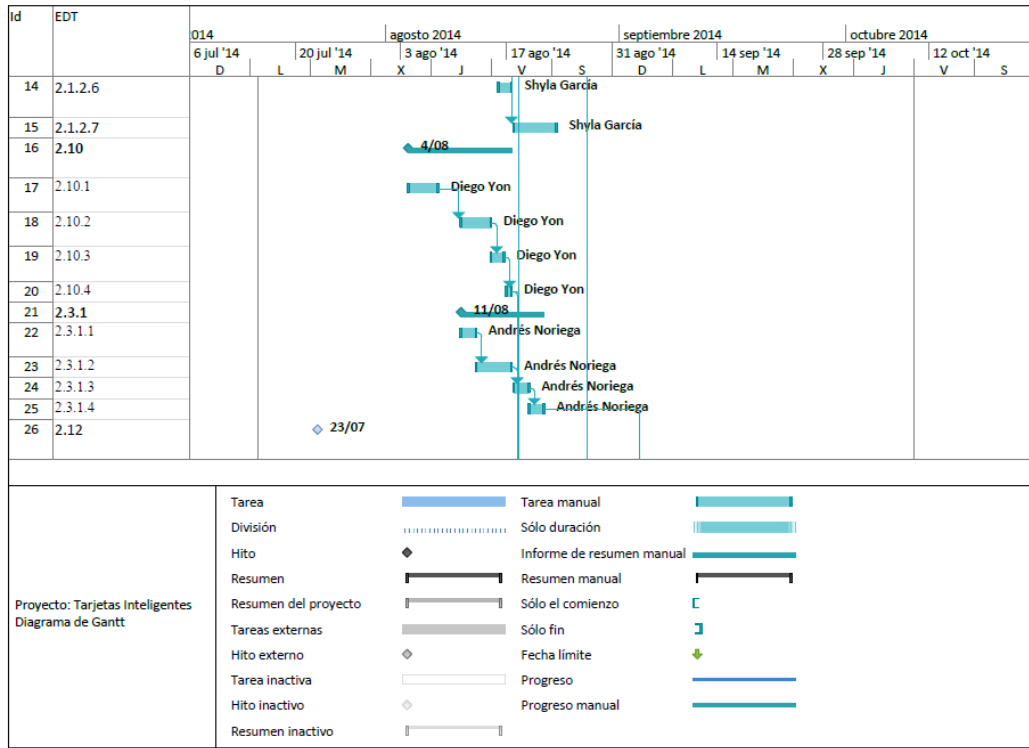 Id EDT
014 agosto 2014 septiembre 2014 octubre 2014
6 jul '14 20 jul '14 3 ago '14 17 ago '14 31 ago '14 14 sep '14 28 sep '14 12 oct '14
D L M X J V S D L M X J V S
14 2.1.2.6 Shyla García
15 2.1.2.7 Shyla García
16 2.10 4/08
17 2.10.1 Diego Yon
18 2.10.2 Diego Yon
19 2.10.3 Diego Yon
20 2.10.4 Diego Yon
21 2.3.1 11/08
22 2.3.1.1 Andrés Noriega
23 2.3.1.2 Andrés Noriega
24 2.3.1.3 Andrés Noriega
25 2.3.1.4 Andrés Noriega
26 2.12 23/07
Proyecto: Tarjetas Inteligentes
Diagrama de Gantt
Tarea Tarea manual
División Sólo duración
Hito Informe de resumen manual
Resumen Resumen manual
Resumen del proyecto Sólo el comienzo
Tareas externas Sólo fin
Hito externo Fecha límite
Tarea inactiva Progreso
Hito inactivo Progreso manual
Resumen inactivo